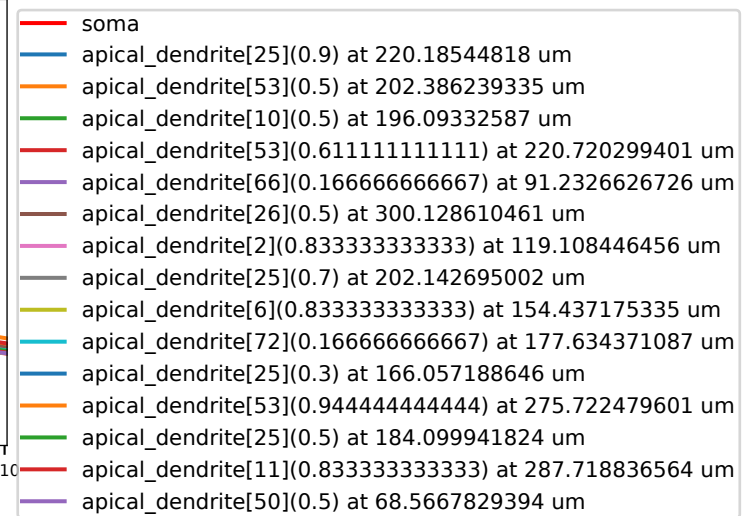 soma
apical_dendrite[25](0.9) at 220.18544818 um
apical_dendrite[53](0.5) at 202.386239335 um
apical_dendrite[10](0.5) at 196.09332587 um
apical_dendrite[53](0.611111111111) at 220.720299401 um
apical_dendrite[66](0.166666666667) at 91.2326626726 um
apical_dendrite[26](0.5) at 300.128610461 um
apical_dendrite[2](0.833333333333) at 119.108446456 um
apical_dendrite[25](0.7) at 202.142695002 um
apical_dendrite[6](0.833333333333) at 154.437175335 um
apical_dendrite[72](0.166666666667) at 177.634371087 um
apical_dendrite[25](0.3) at 166.057188646 um
apical_dendrite[53](0.944444444444) at 275.722479601 um
apical_dendrite[25](0.5) at 184.099941824 um
apical_dendrite[11](0.833333333333) at 287.718836564 um
apical_dendrite[50](0.5) at 68.5667829394 um
10